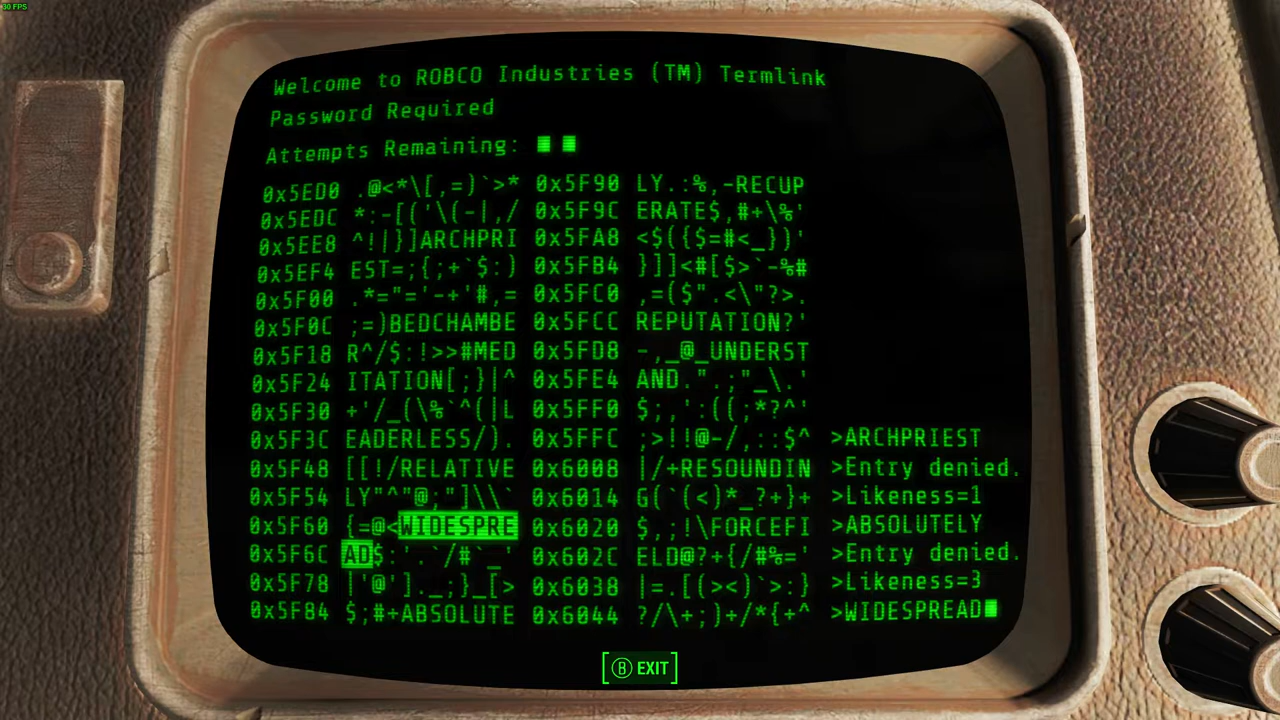 30 FPS
Welcome to ROBCO Industries (TM) Termlink
Password Required
Attempts Remaining:
0x5ED0 .@<*\[,=)`>* 0x5F90 LY.:%,-RECUP
0x5EDC *:-[('\(-|,/ 0x5F9C ERATE$,#+\%'
0x5EE8 ^!|}]ARCHPRI 0x5FA8 <$({$=#<_})'
0x5EF4 EST=;{;+`$:) 0x5FB4 }]]<#[$>`-%#
0x5F00 .*="='-+'#,= 0x5FC0 ,=($".<\"?>.
0x5F0C ;=)BEDCHAMBE 0x5FCC REPUTATION?'
0x5F18 R^/$:!>>#MED 0x5FD8 -,_@_UNDERST
0x5F24 ITATION[;}|^ 0x5FE4 AND.".;"_\.'
0x5F30 +'/_(\%`^(|L 0x5FF0 $;,':((;*?^'
0x5F3C EADERLESS/). 0x5FFC ;>!!@-/,::$^ >ARCHPRIEST
0x5F48 [[!/RELATIVE 0x6008 |/+RESOUNDIN >Entry denied.
0x5F54 LY"^"@;"]\\` 0x6014 G(`(<)*_?+}+ >Likeness=1
0x5F60 {=@<WIDESPRE 0x6020 $,;!\FORCEFI >ABSOLUTELY
0x5F6C AD$:'.`/#`_' 0x602C ELD@?+{/#%=' >Entry denied.
0x5F78 |'@']._;}_[> 0x6038 |=.[(><)`>:} >Likeness=3
0x5F84 $;#+ABSOLUTE 0x6044 ?/\+;)+/*{+^ >WIDESPREAD
B EXIT